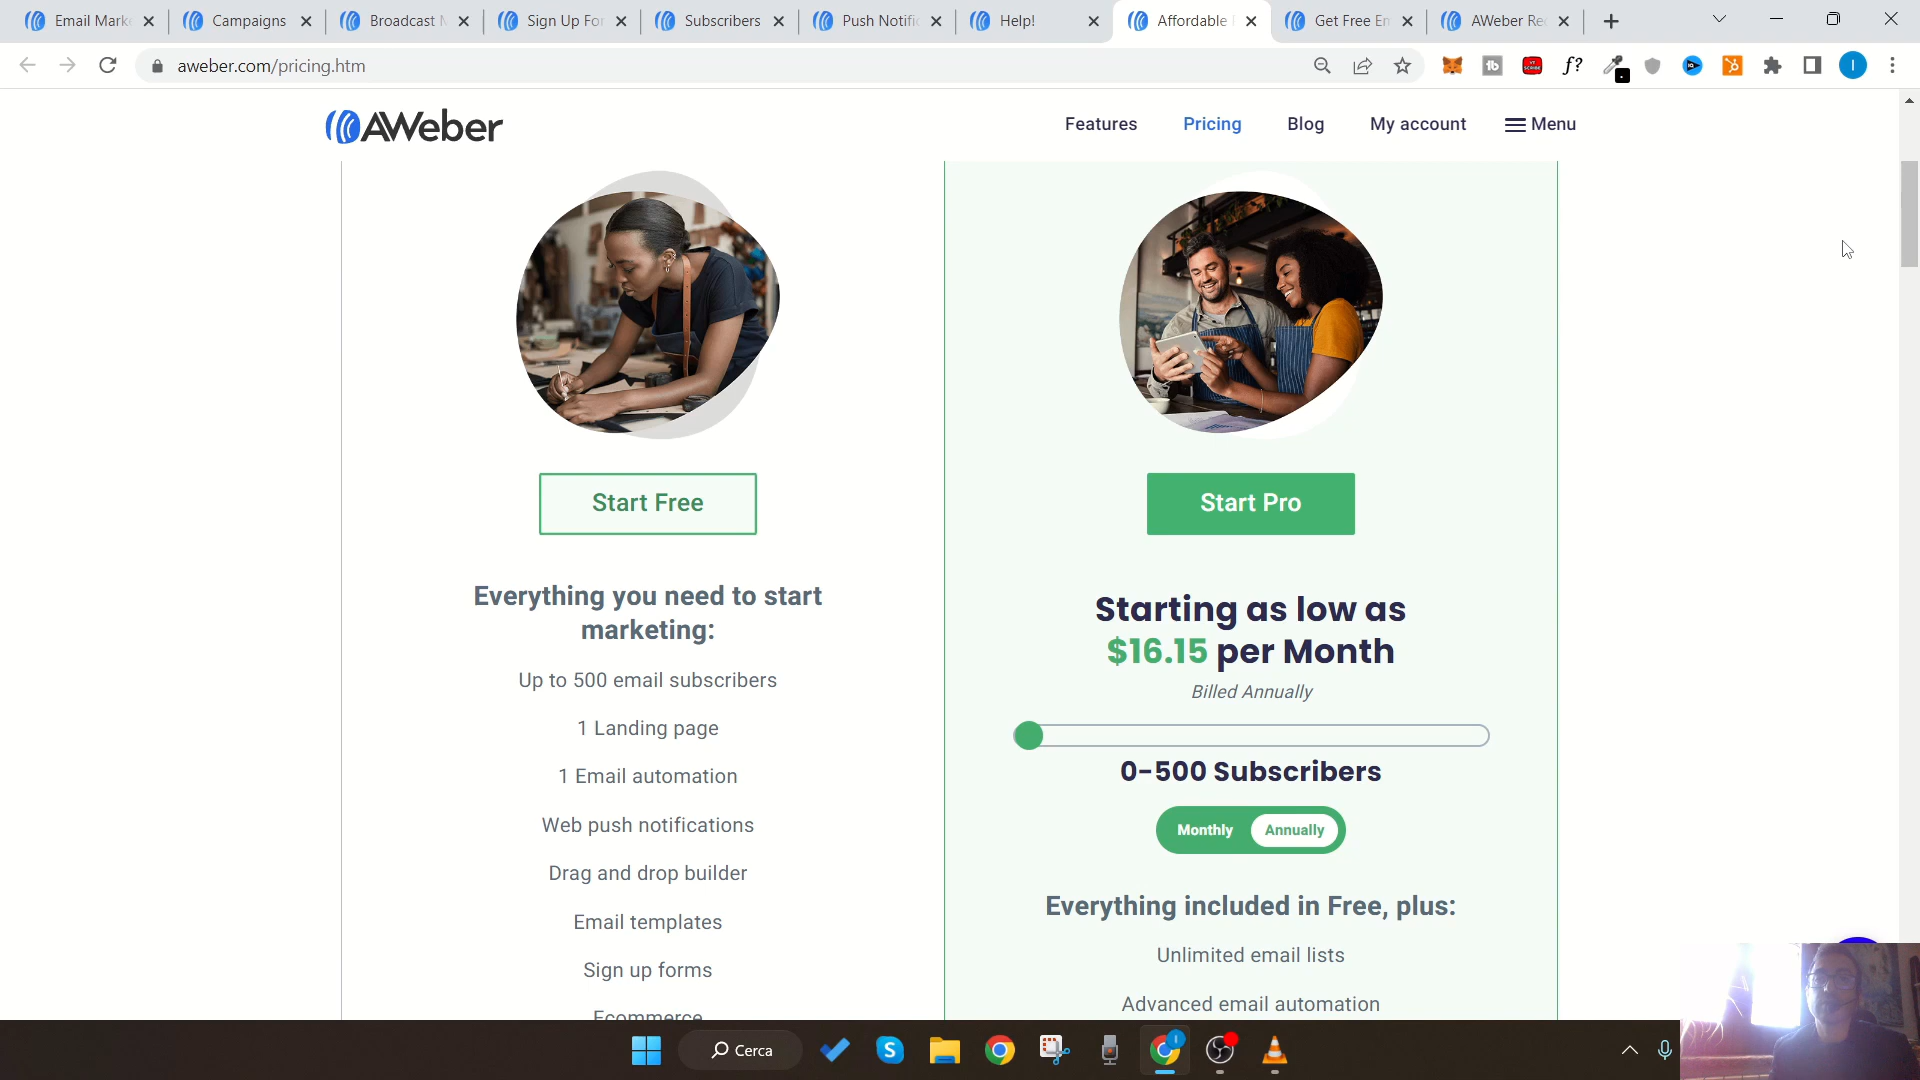 Email Mark
Campaigns
Broadcast M
Sign Up For
Subscribers
Push Notific
Help!
Affordable
Get Free Em
AWeber Re
aweber.com/pricing.htm
AWeber
Features
Pricing
Blog
My account
Menu
Start Free
Everything you need to start
marketing:
Up to 500 email subscribers
1 Landing page
1 Email automation
Web push notifications
Drag and drop builder
Email templates
Sign up forms
Ecommerce
Start Pro
Starting as low as
$16.15 per Month
Billed Annually
0-500 Subscribers
Monthly
Annually
Everything included in Free, plus:
Unlimited email lists
Advanced email automation
Cerca